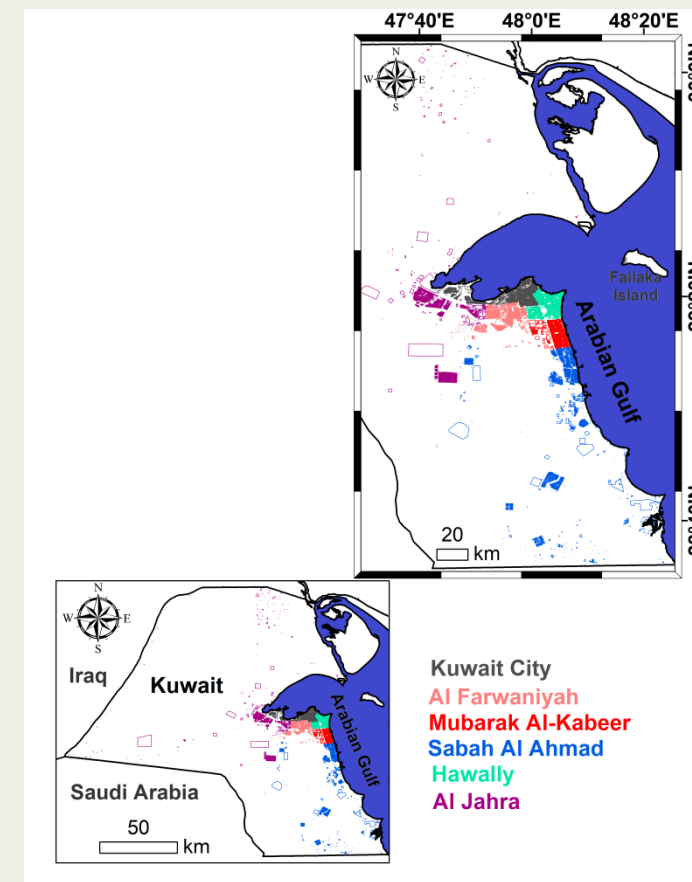 47°40'E 48°0'E 48°20'E
N
W E
S
Failaka
Island
Arabian Gulf
20
km
N
W E
S
Iraq
Kuwait
Arabian Gulf
Saudi Arabia
50
km
Kuwait City
Al Farwaniyah
Mubarak Al-Kabeer
Sabah Al Ahmad
Hawally
Al Jahra